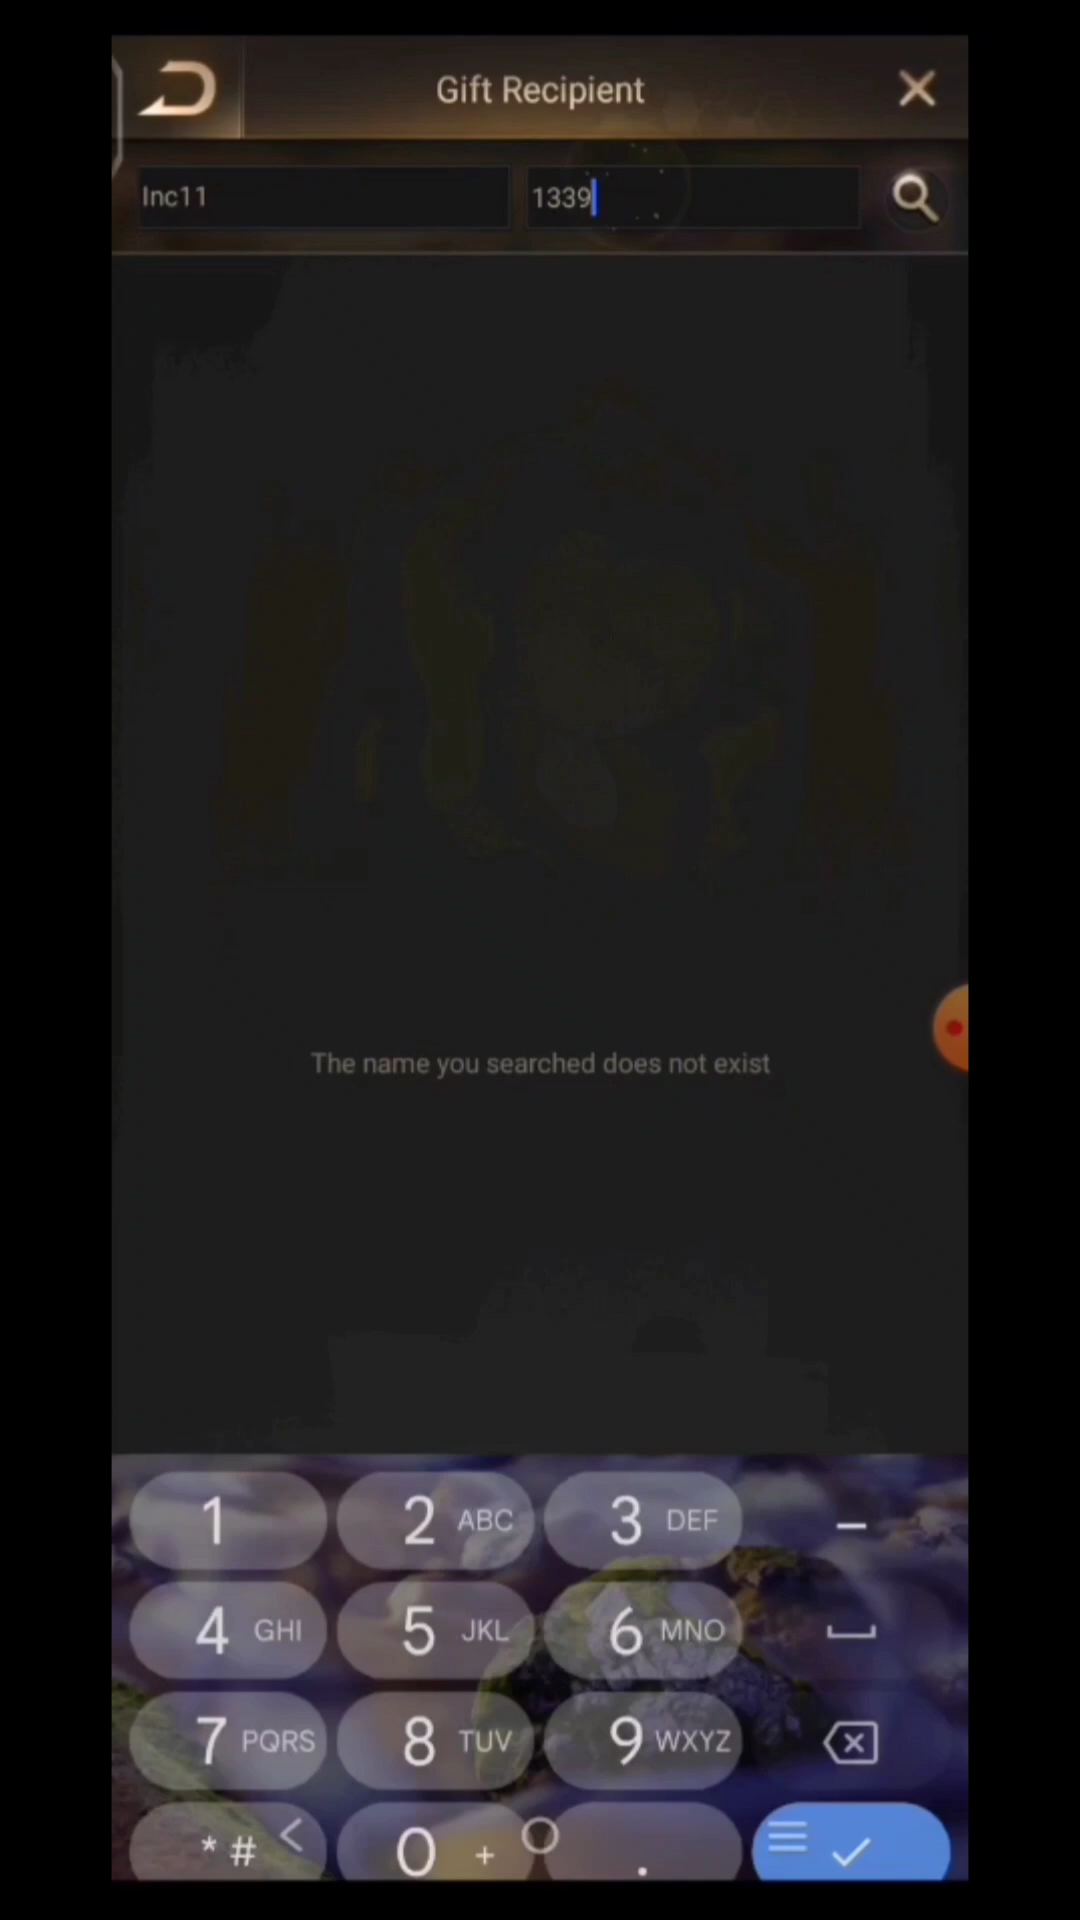 Gift Recipient
Inc11
1339
The name you searched does not exist
1
2 ABC
3 DEF
-
4 GHI
5 JKL
6 MNO
7 PQRS
8 TUV
9 WXYZ
*#
0 +
.